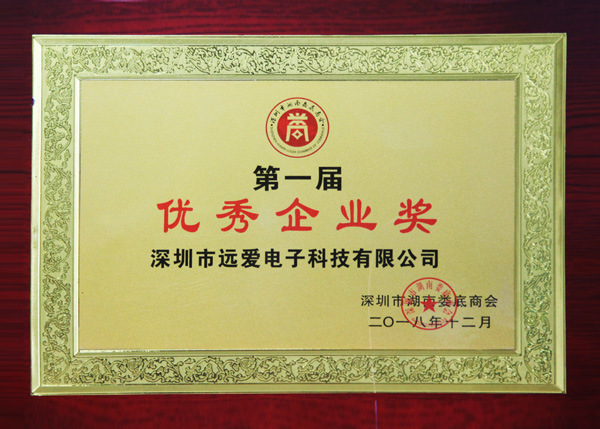 商
第一届
优秀企业奖
深圳市远爱电子科技有限公司
深圳市湖南娄底商会
二〇一八年十二月